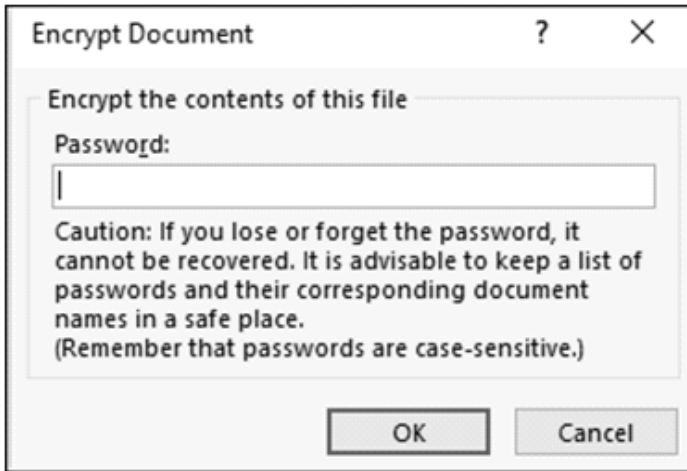 Encrypt Document ? ×
Encrypt the contents of this file
Password:
Caution: If you lose or forget the password, it
cannot be recovered. It is advisable to keep a list of
passwords and their corresponding document
names in a safe place.
(Remember that passwords are case-sensitive.)
OK Cancel